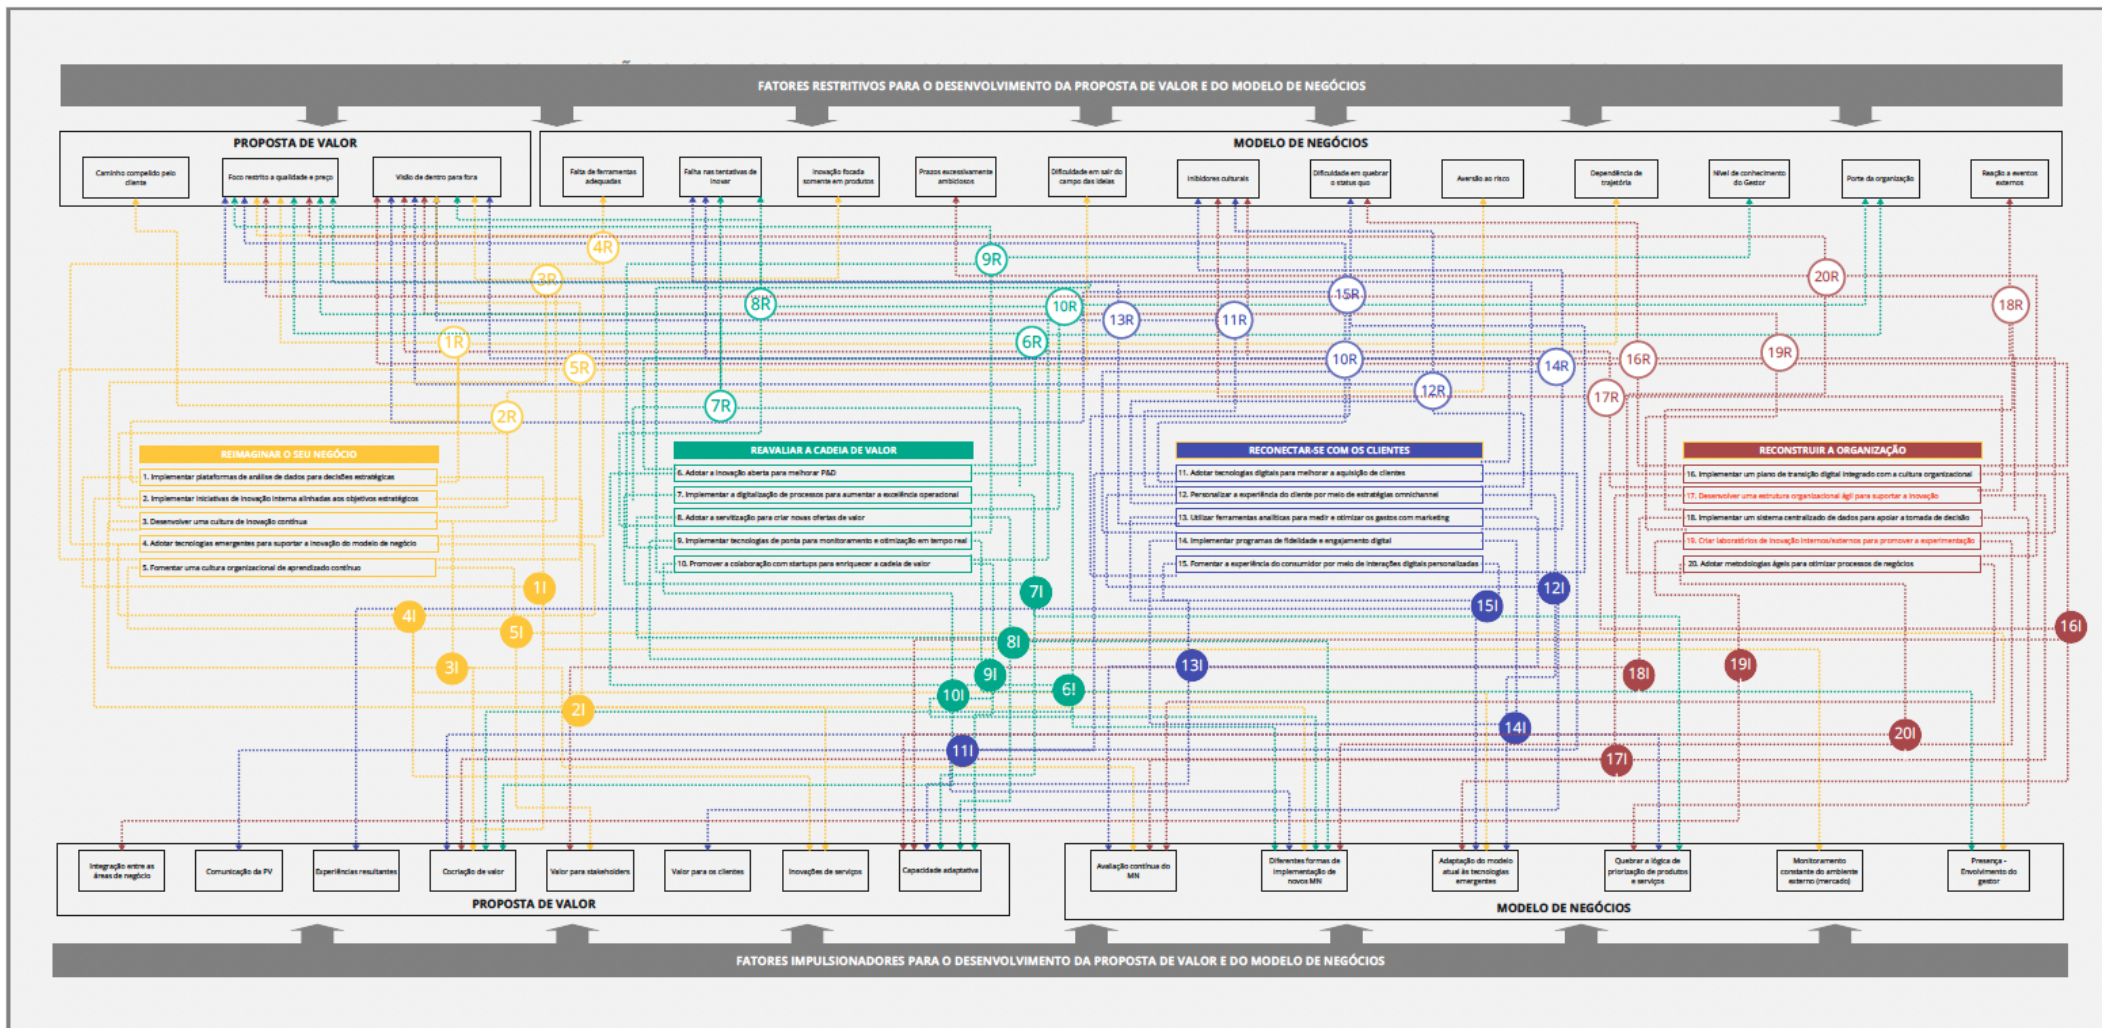 FATORES RESTRITIVOS PARA O DESENVOLVIMENTO DA PROPOSTA DE VALOR E DO MODELO DE NEGÓCIOS
PROPOSTA DE VALOR
MODELO DE NEGÓCIOS
Caminho compelido pelo
cliente
Foco restrito a qualidade e preço
Visão de dentro para fora
Falta de ferramentas
adequadas
Falha nas tentativas de
inovar
Inovação focada
somente em produtos
Prazos excessivamente
ambiciosos
Dificuldade em sair do
campo das ideias
Inibidores culturais
Dificuldade em quebrar
o status quo
Aversão ao risco
Dependência de
trajetória
Nível de conhecimento
do Gestor
Porte da organização
Reação a eventos
externos
4R
9R
3R
20R
15R
8R
10R
18R
13R
11R
1R
6R
19R
10R
16R
5R
14R
12R
17R
7R
2R
REIMAGINAR O SEU NEGÓCIO
1. Implementar plataformas de análise de dados para decisões estratégicas
2. Implementar iniciativas de inovação interna alinhadas aos objetivos estratégicos
3. Desenvolver uma cultura de inovação contínua
4. Adotar tecnologias emergentes para suportar a inovação do modelo de negócio
5. Fomentar uma cultura organizacional de aprendizado contínuo
REAVALIAR A CADEIA DE VALOR
6. Adotar a inovação aberta para melhorar P&D
7. Implementar a digitalização de processos para aumentar a excelência operacional
8. Adotar a servitização para criar novas ofertas de valor
9. Implementar tecnologias de ponta para monitoramento e otimização em tempo real
10. Promover a colaboração com startups para enriquecer a cadeia de valor
RECONECTAR-SE COM OS CLIENTES
11. Adotar tecnologias digitais para melhorar a aquisição de clientes
12. Personalizar a experiência do cliente por meio de estratégias omnichannel
13. Utilizar ferramentas analíticas para medir e otimizar os gastos com marketing
14. Implementar programas de fidelidade e engajamento digital
15. Fomentar a experiência do consumidor por meio de interações digitais personalizadas
RECONSTRUIR A ORGANIZAÇÃO
16. Implementar um plano de transição digital integrado com a cultura organizacional
17. Desenvolver uma estrutura organizacional ágil para suportar a inovação
18. Implementar um sistema centralizado de dados para apoiar a tomada de decisão
19. Criar laboratórios de inovação internos/externos para promover a experimentação
20. Adotar metodologias ágeis para otimizar processos de negócios
1I
7I
12I
15I
4I
5I
16I
8I
3I
13I
19I
9I
18I
6!
10I
2I
14I
20I
11I
17I
Integração entre as
áreas de negócio
Comunicação da PV
Experiências resultantes
Cocriação de valor
Valor para stakeholders
Valor para os clientes
Inovações de serviços
Capacidade adaptativa
Avaliação contínua do
MN
Diferentes formas de
implementação de
novos MN
Adaptação do modelo
atual às tecnologias
emergentes
Quebrar a lógica de
priorização de produtos
e serviços
Monitoramento
constante do ambiente
externo (mercado)
Presença -
Envolvimento do
gestor
PROPOSTA DE VALOR
MODELO DE NEGÓCIOS
FATORES IMPULSIONADORES PARA O DESENVOLVIMENTO DA PROPOSTA DE VALOR E DO MODELO DE NEGÓCIOS